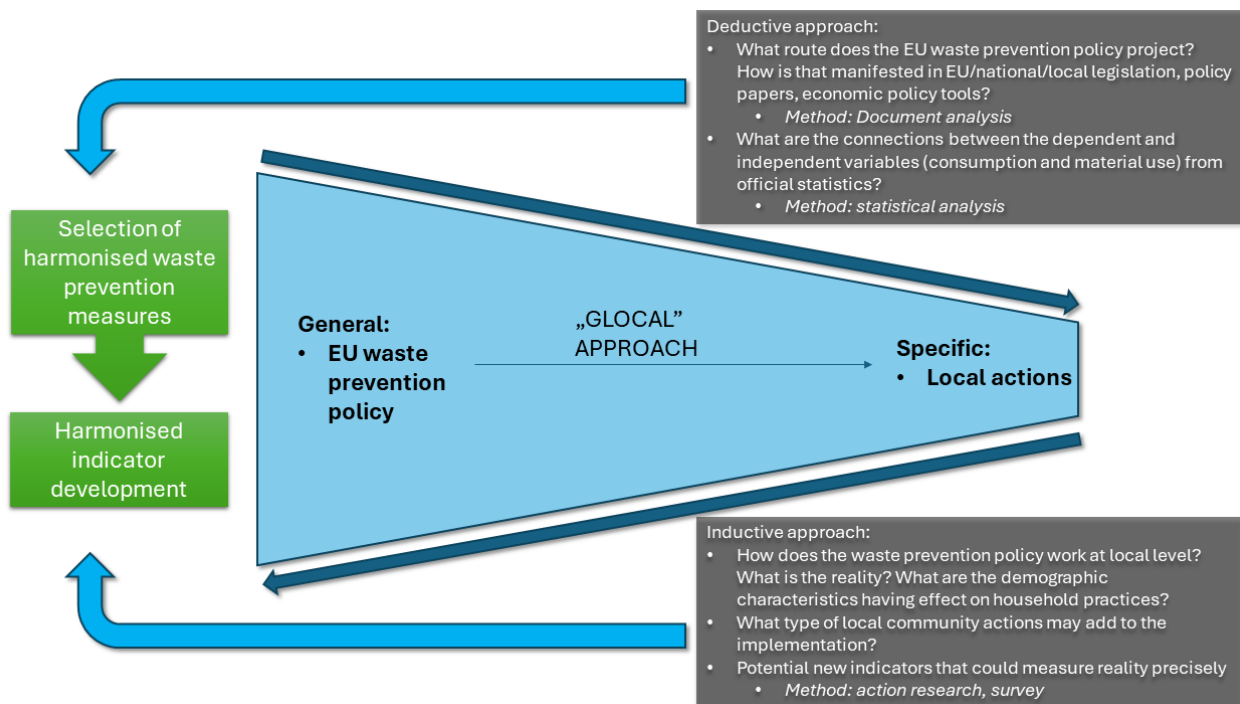 Deductive approach:
• What route does the EU waste prevention policy project?
How is that manifested in EU/national/local legislation, policy
papers, economic policy tools?
• Method: Document analysis
• What are the connections between the dependent and
independent variables (consumption and material use) from
official statistics?
• Method: statistical analysis
Selection of
harmonised waste
prevention
measures
Harmonised
indicator
development
General:
• EU waste
prevention
policy
„GLOCAL”
APPROACH
Specific:
• Local actions
Inductive approach:
• How does the waste prevention policy work at local level?
What is the reality? What are the demographic
characteristics having effect on household practices?
• What type of local community actions may add to the
implementation?
• Potential new indicators that could measure reality precisely
• Method: action research, survey